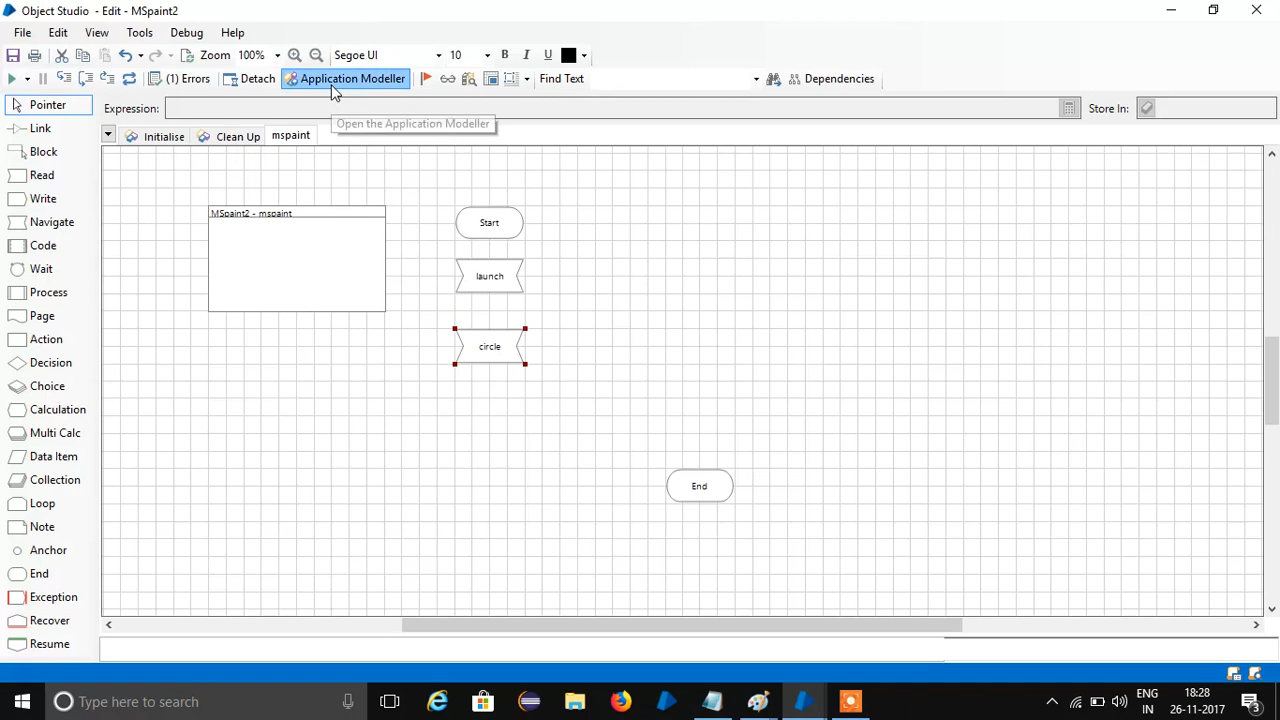 Object Studio - Edit - MSpaint2
File Edit View Tools Debug Help
Zoom 100% Segoe UI 10 B I U
(1) Errors Detach Application Modeller Find Text Dependencies
Pointer Expression: Store In:
Open the Application Modeller
Link Initialise Clean Up mspaint
Block
Read
Write
Navigate
Code
Wait
Process
Page
Action
Decision
Choice
Calculation
Multi Calc
Data Item
Collection
Loop
Note
Anchor
End
Exception
Recover
Resume
MSpaint2 - mspaint
Start
launch
circle
End
Type here to search
ENG
IN
18:28
26-11-2017
3